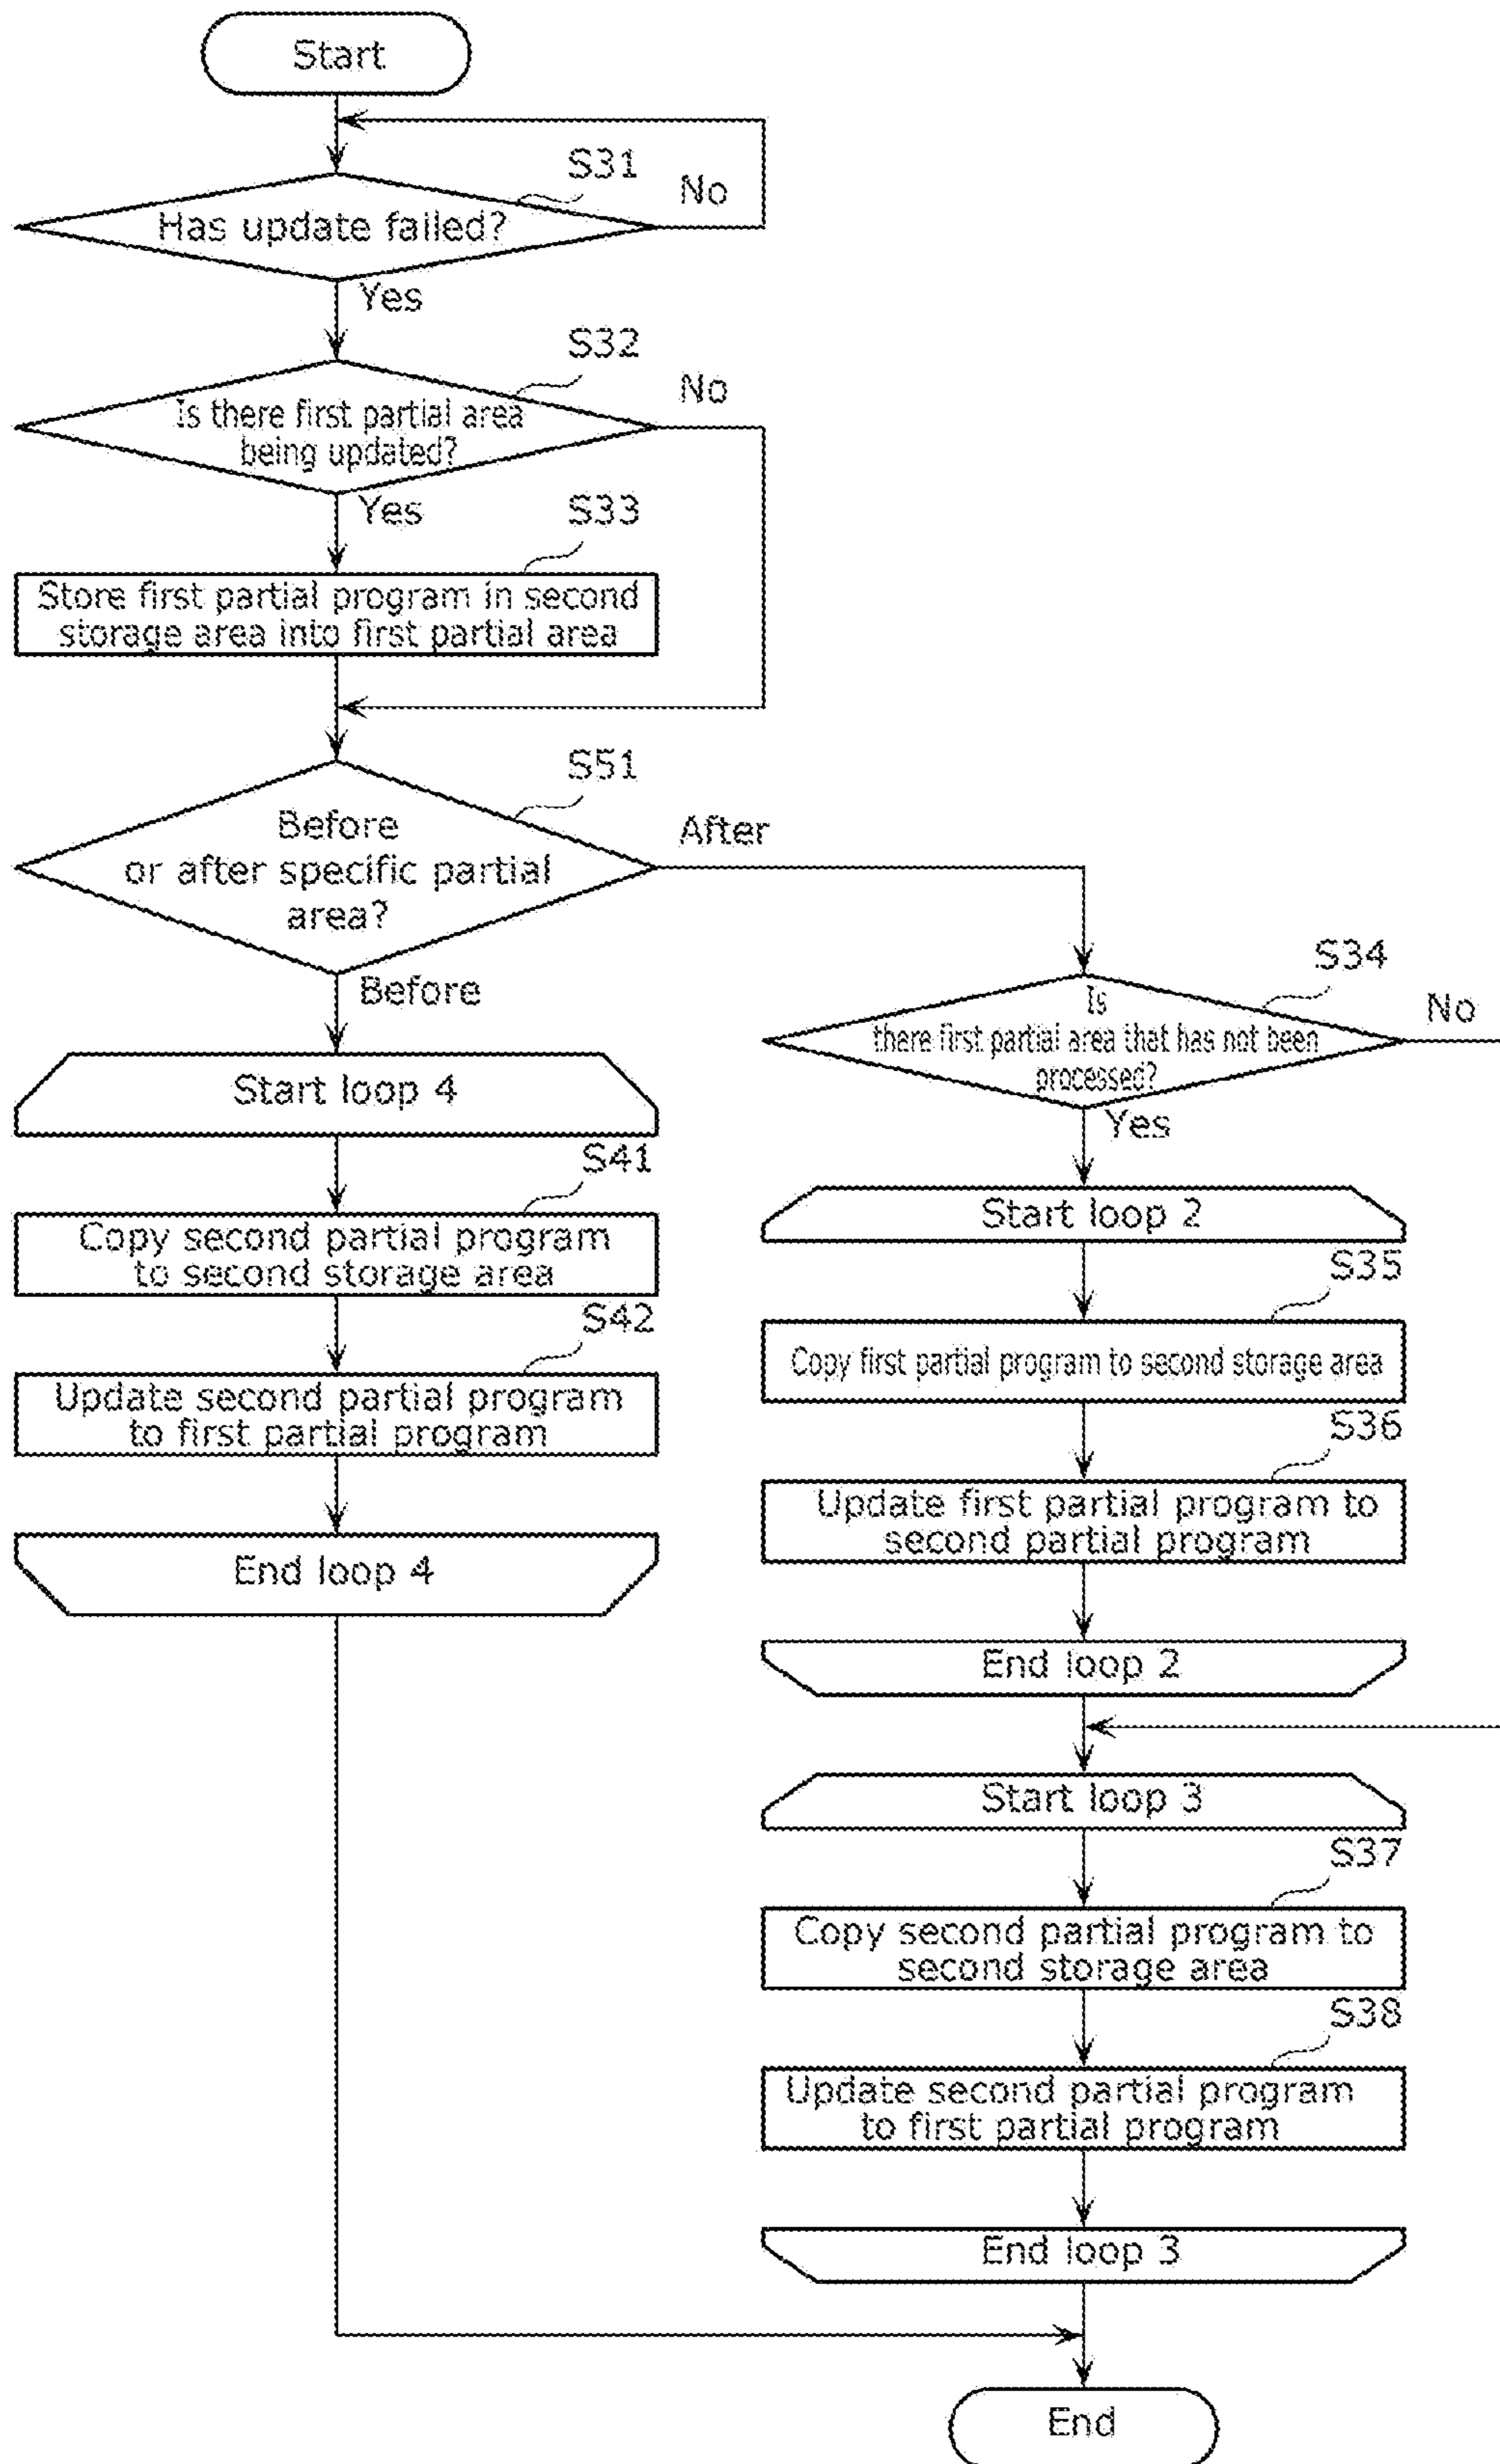 Start
S31
No
Has update failed?
Yes
S32
No
Is there first partial area
being updated?
Yes
S33
Store first partial program in second
storage area into first partial area
S51
Before
or after specific partial
area?
After
Before
S34
Is
there first partial area that has not been
processed?
No
Yes
Start loop 4
S41
Copy second partial program
to second storage area
S42
Update second partial program
to first partial program
End loop 4
Start loop 2
S35
Copy first partial program to second storage area
S36
Update first partial program to
second partial program
End loop 2
Start loop 3
S37
Copy second partial program to
second storage area
S38
Update second partial program
to first partial program
End loop 3
End